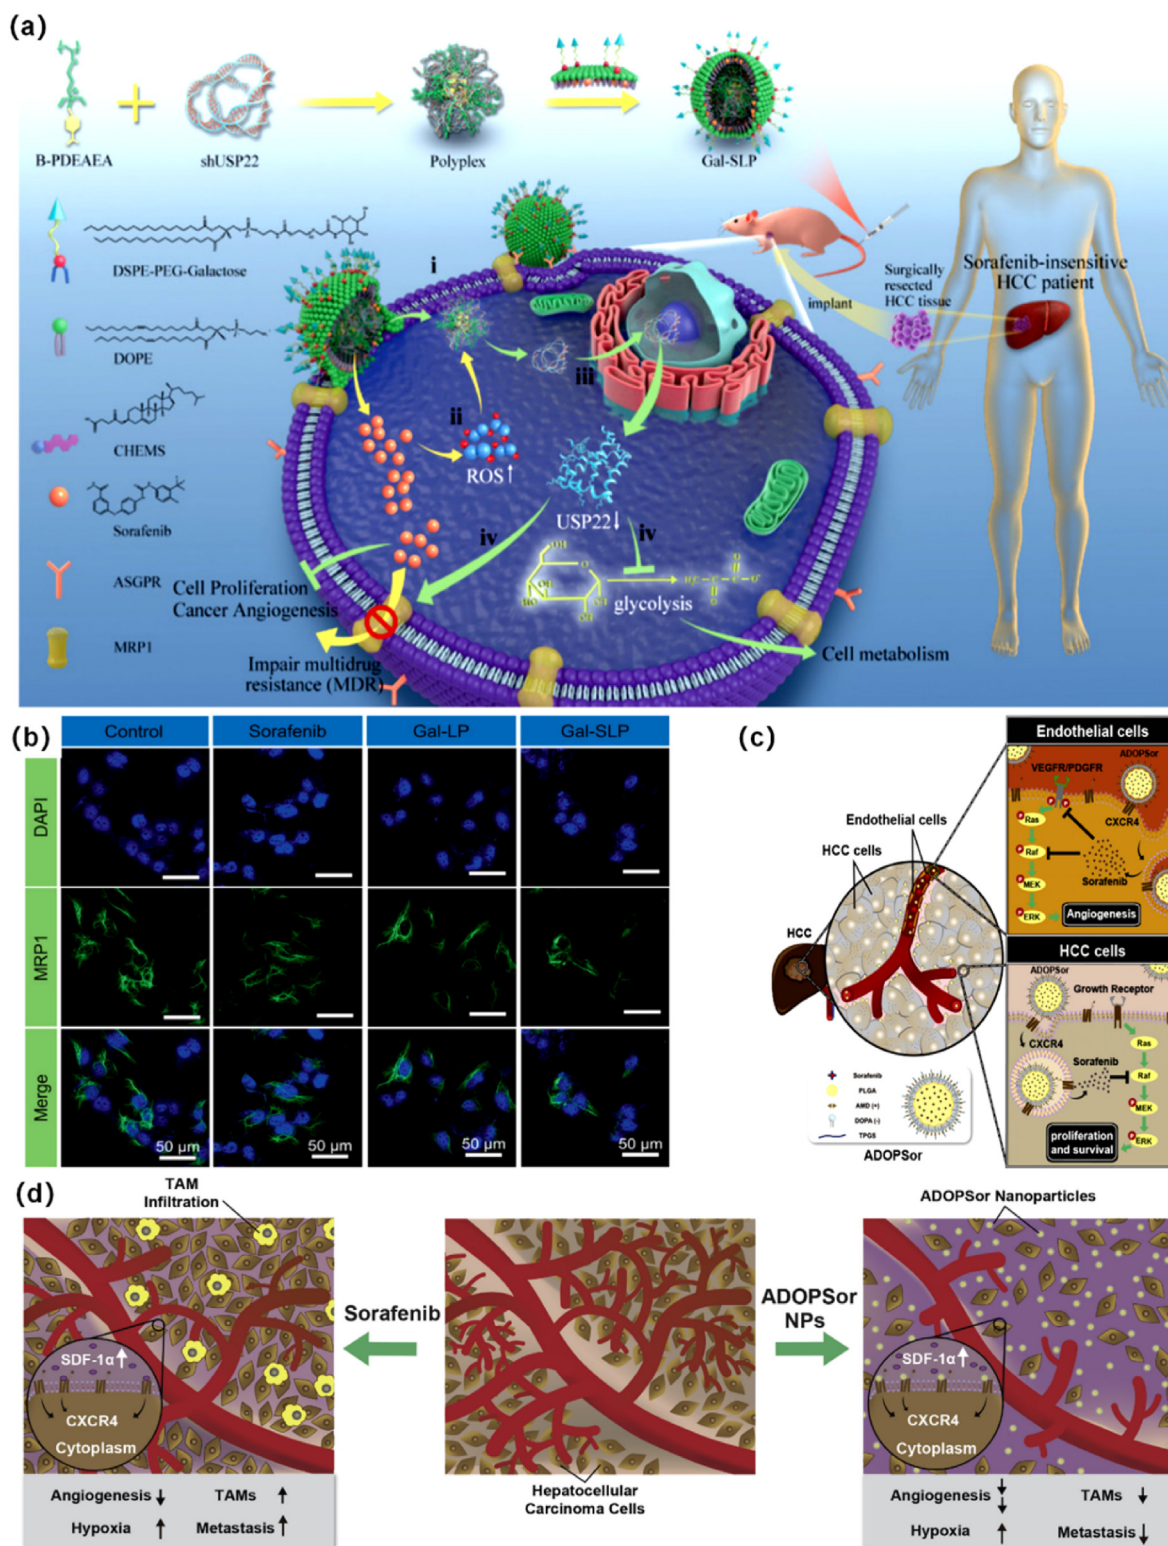 (a)
B-PDEAEA
shUSP22
Polyplex
Gal-SLP
DSPE-PEG-Galactose
DOPE
CHEMS
Sorafenib
ASGPR
MRP1
i
ii
iii
ROS↑
USP22↓
iv
iv
glycolysis
Cell Proliferation
Cancer Angiogenesis
Impair multidrug
resistance (MDR)
Cell metabolism
implant
Surgically
resected
HCC tissue
Sorafenib-insensitive
HCC patient
(b)
Control
Sorafenib
Gal-LP
Gal-SLP
DAPI
MRP1
Merge
50 µm
50 µm
50 µm
50 µm
(c)
Endothelial cells
HCC cells
HCC
Sorafenib
PLGA
AMD (+)
DOPA (-)
TPGS
ADOPSor
Endothelial cells
VEGFR/PDGFR
ADOPSor
P
P
CXCR4
P
Ras
P
Raf
Sorafenib
P
MEK
P
ERK
Angiogenesis
HCC cells
ADOPSor
Growth Receptor
CXCR4
Ras
Sorafenib
Raf
P
MEK
P
ERK
proliferation
and survival
(d)
TAM
Infiltration
SDF-1α↑
CXCR4
Cytoplasm
Angiogenesis ↓ TAMs ↑
Hypoxia ↑ Metastasis ↑
Sorafenib
Hepatocellular
Carcinoma Cells
ADOPSor
NPs
ADOPSor Nanoparticles
SDF-1α↑
CXCR4
Cytoplasm
Angiogenesis ↓↓ TAMs ↓
Hypoxia ↑ Metastasis ↓